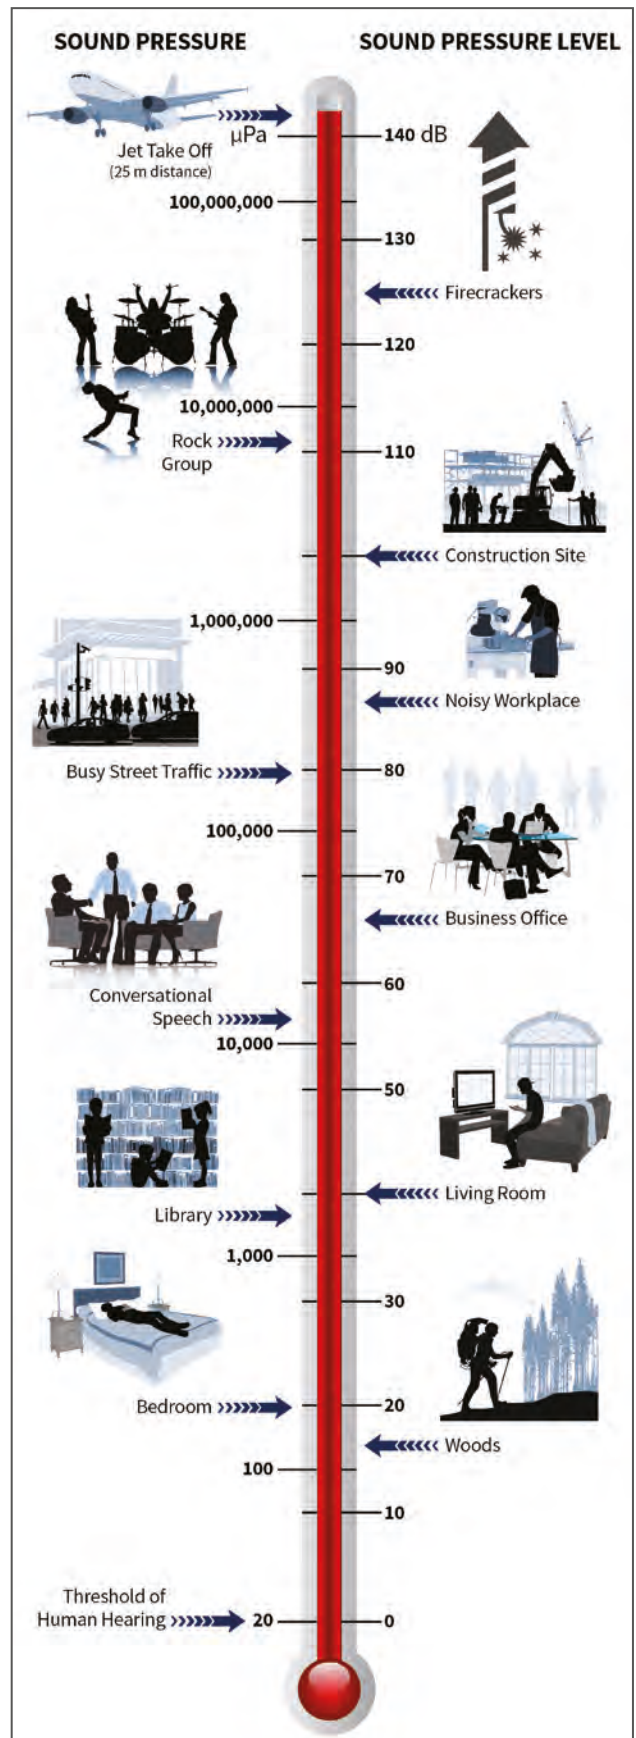 SOUND PRESSURE
SOUND PRESSURE LEVEL
Jet Take Off
(25 m distance)
μPa
140 dB
100,000,000
130
Firecrackers
120
10,000,000
Rock
Group
110
Construction Site
1,000,000
90
Noisy Workplace
Busy Street Traffic
80
100,000
70
Business Office
60
Conversational
Speech
10,000
50
Living Room
Library
1,000
30
Bedroom
20
Woods
100
10
Threshold of
Human Hearing
20
0